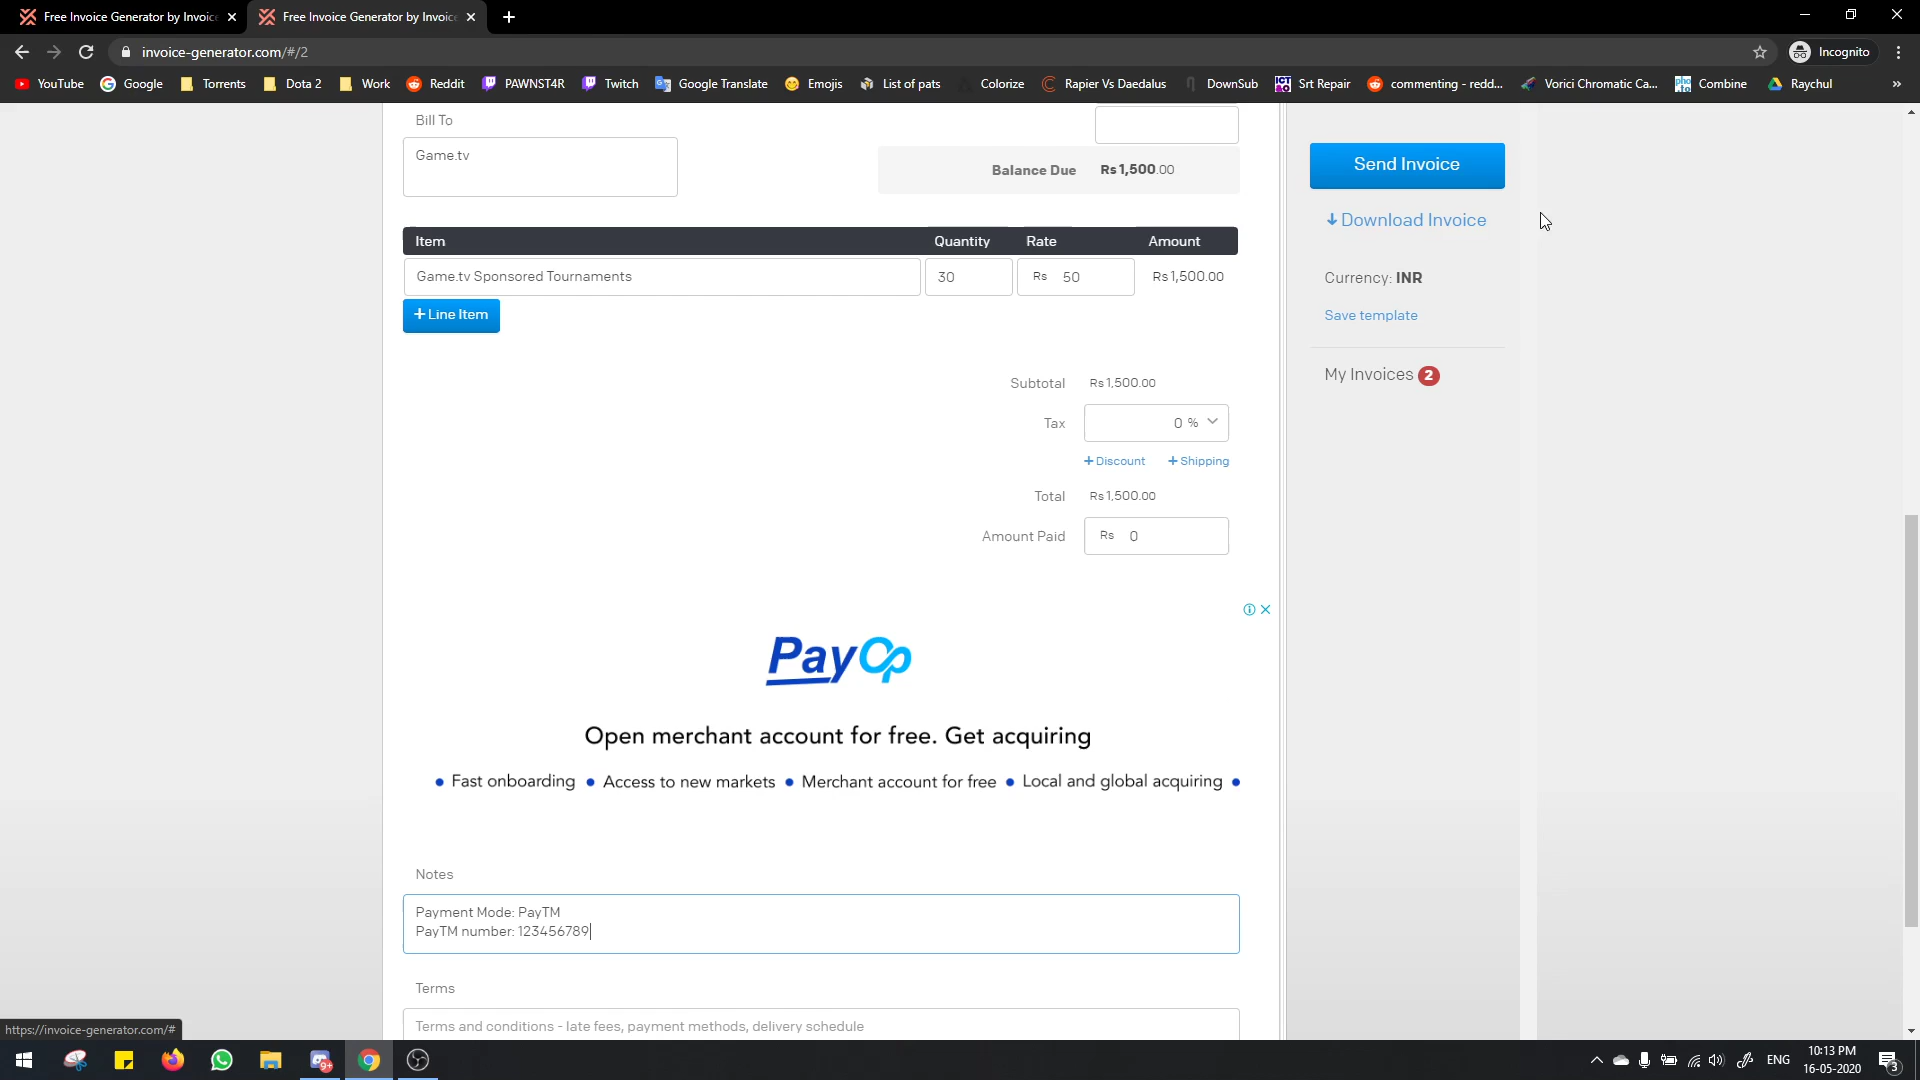 Free Invoice Generator by Invoic
Free Invoice Generator by Invoic
invoice-generator.com/#/2
Incognito
YouTube
Google
Torrents
Dota 2
Work
Reddit
PAWNST4R
Twitch
Google Translate
Emojis
List of pats
Colorize
Rapier Vs Daedalus
DownSub
Srt Repair
commenting - redd...
Vorici Chromatic Ca...
Combine
Raychul
»
Bill To
Game.tv
Balance Due Rs 1,500.00
Send Invoice
Download Invoice
Currency: INR
Save template
My Invoices 2
Item Quantity Rate Amount
Game.tv Sponsored Tournaments 30 Rs 50 Rs 1,500.00
+ Line Item
Subtotal Rs 1,500.00
Tax 0 %
+ Discount + Shipping
Total Rs 1,500.00
Amount Paid Rs 0
PayOp
Open merchant account for free. Get acquiring
• Fast onboarding • Access to new markets • Merchant account for free • Local and global acquiring •
Notes
Payment Mode: PayTM
PayTM number: 123456789
Terms
Terms and conditions - late fees, payment methods, delivery schedule
https://invoice-generator.com/#
9+
ENG
10:13 PM
16-05-2020
3